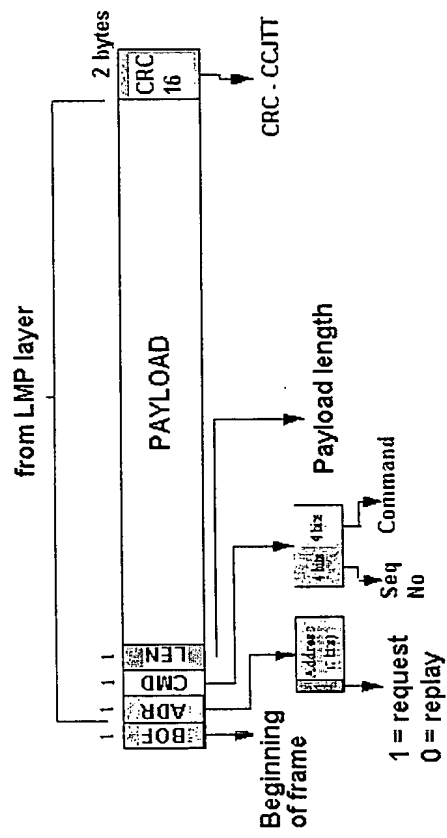 from LMP layer
1
1
1
1
2 bytes
BOF
ADR
CMD
LEN
PAYLOAD
CRC
16
Beginning
of frame
Address
1 = request
0 = replay
4 bits
4 bits
Seq
No
Command
Payload length
CRC - CCJTT